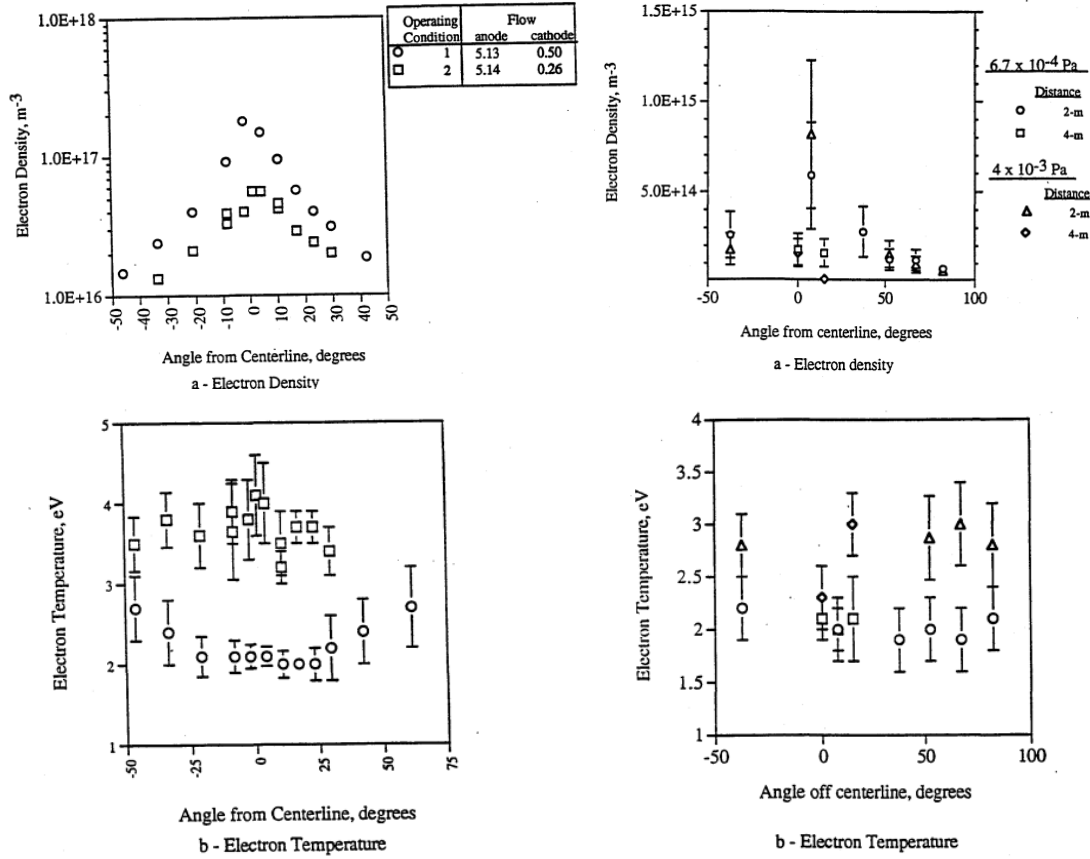 Operating Flow
Condition anode cathode
1 5.13 0.50
2 5.14 0.26
1.0E+18
1.0E+17
1.0E+16
Electron Density, m-3
-50 -40 -30 -20 -10 0 10 20 30 40 50
Angle from Centerline, degrees
a - Electron Density
1.5E+15
1.0E+15
5.0E+14
Electron Density, m-3
-50 0 50 100
Angle from centerline, degrees
a - Electron density
6.7 x 10-4 Pa
Distance
2-m
4-m
4 x 10-3 Pa
Distance
2-m
4-m
5
4
3
2
1
Electron Temperature, eV
-50 -25 0 25 50 75
Angle from Centerline, degrees
b - Electron Temperature
4
3.5
3
2.5
2
1.5
1
Electron Temperature, eV
-50 0 50 100
Angle off centerline, degrees
b - Electron Temperature